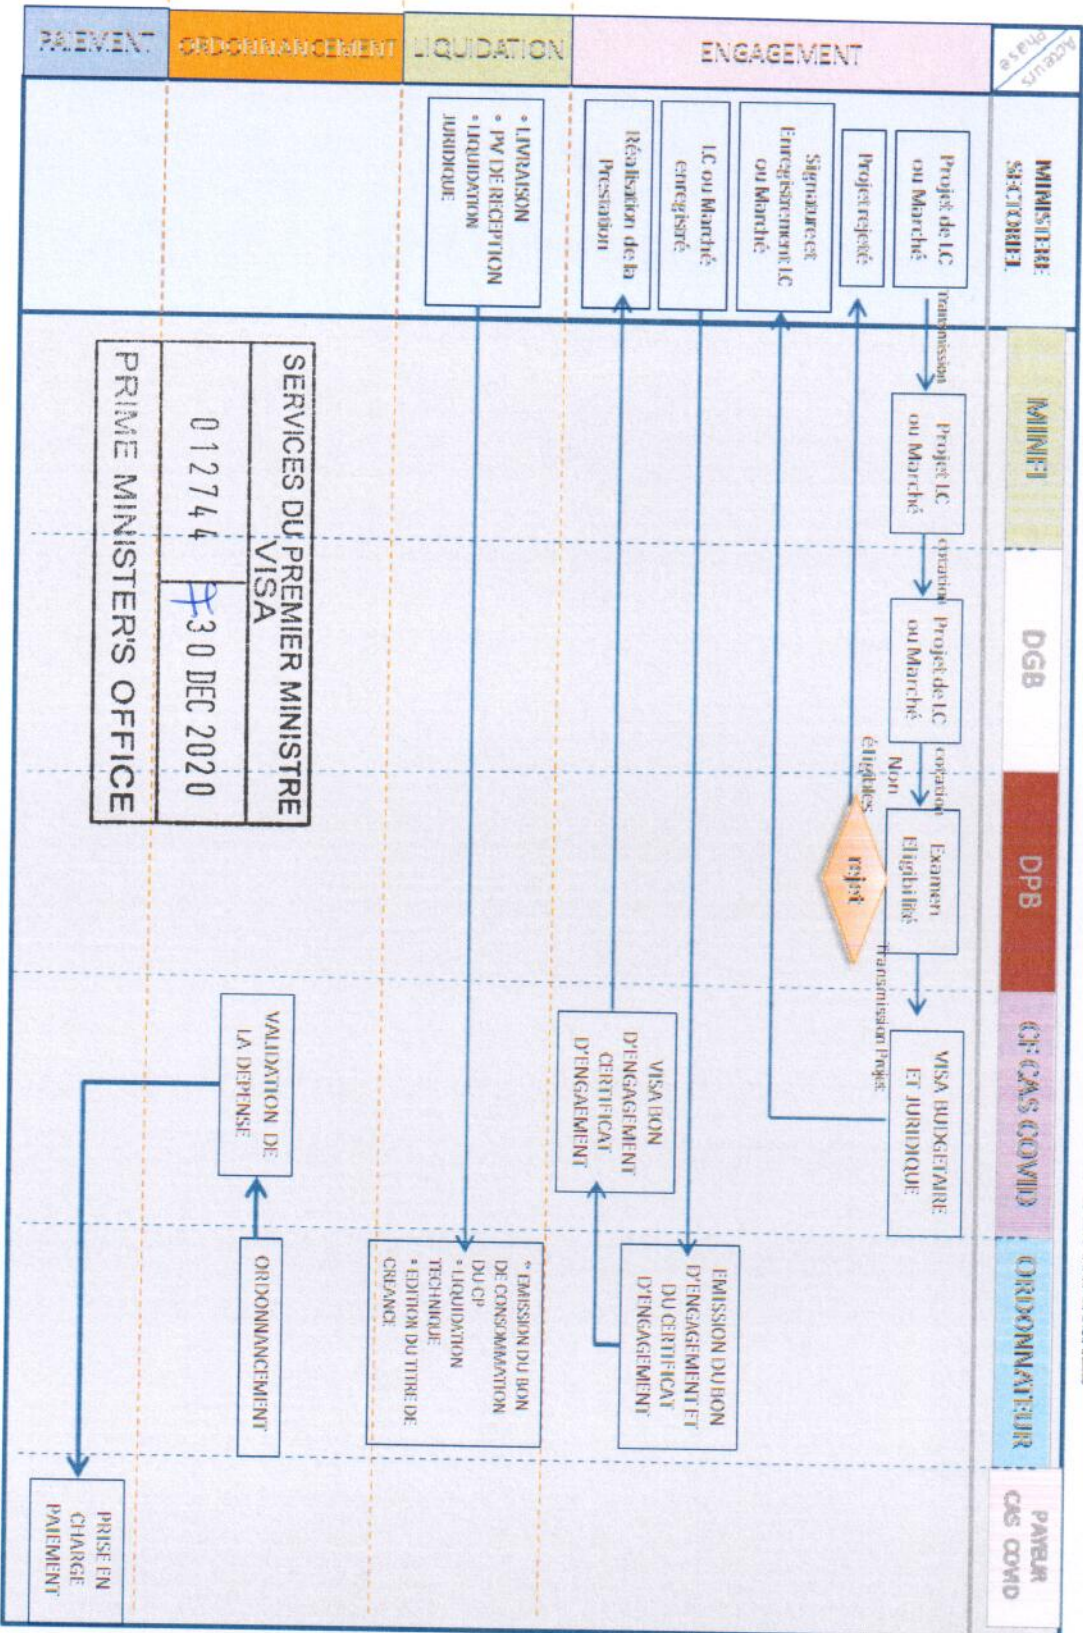 Acteurs
Phase
MINISTERE
SECTORIEL
MINFI
DGB
DPB
CF CAS COVID
ORDONNATEUR
PAYEUR
CAS COVID
ENGAGEMENT
Projet de LC
ou Marché
Transmission
Projet LC
ou Marché
cotation
Projet de LC
ou Marché
cotation
Examen
Eligibilité
Transmission Projet
VISA BUDGETAIRE
ET JURIDIQUE
Projet rejeté
Non
éligibles
rejet
Signature et
Enregistrement LC
ou Marché
LC ou Marché
enregistré
EMISSION DU BON
D'ENGAGEMENT ET
DU CERTIFICAT
D'ENGAGEMENT
Réalisation de la
Prestation
VISA BON
D'ENGAGEMENT
CERTIFICAT
D'ENGAEMENT
LIQUIDATION
• LIVRAISON
• PV DE RECEPTION
• LIQUIDATION
JURIDIQUE
• EMISSION DU BON
DE CONSOMMATION
DU CP
• LIQUIDATION
TECHNIQUE
• EDITION DU TITRE DE
CREANCE
ORDONNANCEMENT
VALIDATION DE
LA DEPENSE
ORDONNANCEMENT
PAIEMENT
PRISE EN
CHARGE
PAIEMENT
SERVICES DU PREMIER MINISTRE
VISA
012744
30 DEC 2020
PRIME MINISTER'S OFFICE